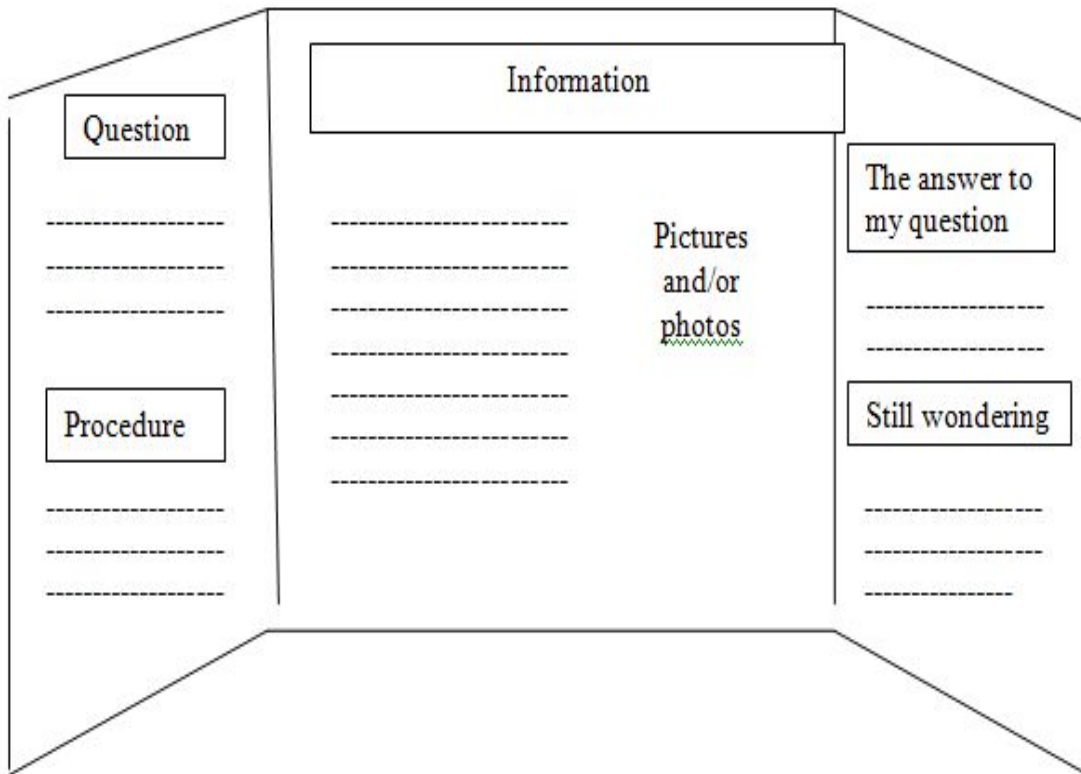 Question
Procedure
Information
Pictures
and/or
photos
The answer to
my question
Still wondering